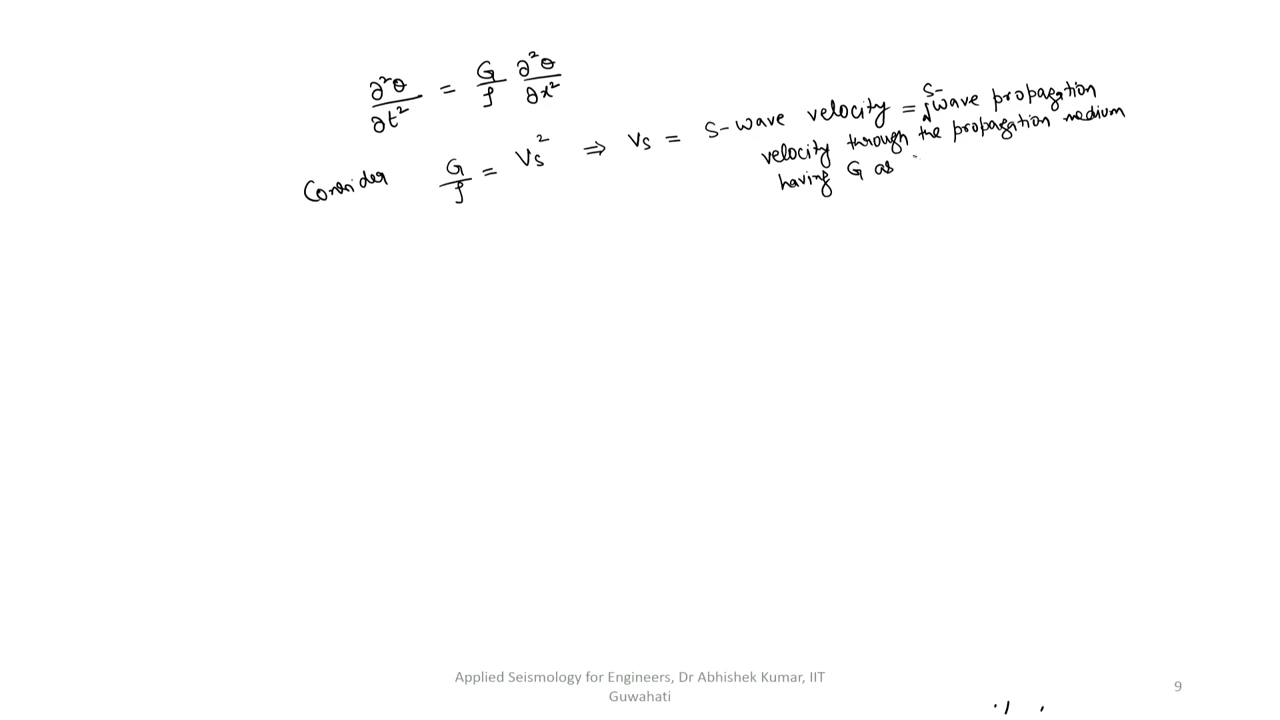 ∂²θ/∂t² = G/ρ ∂²θ/∂x²
Consider G/ρ = Vs² ⇒ Vs = S-wave velocity = S-wave propagation
velocity through the propagation medium
having G as
Applied Seismology for Engineers, Dr Abhishek Kumar, IIT
Guwahati
9